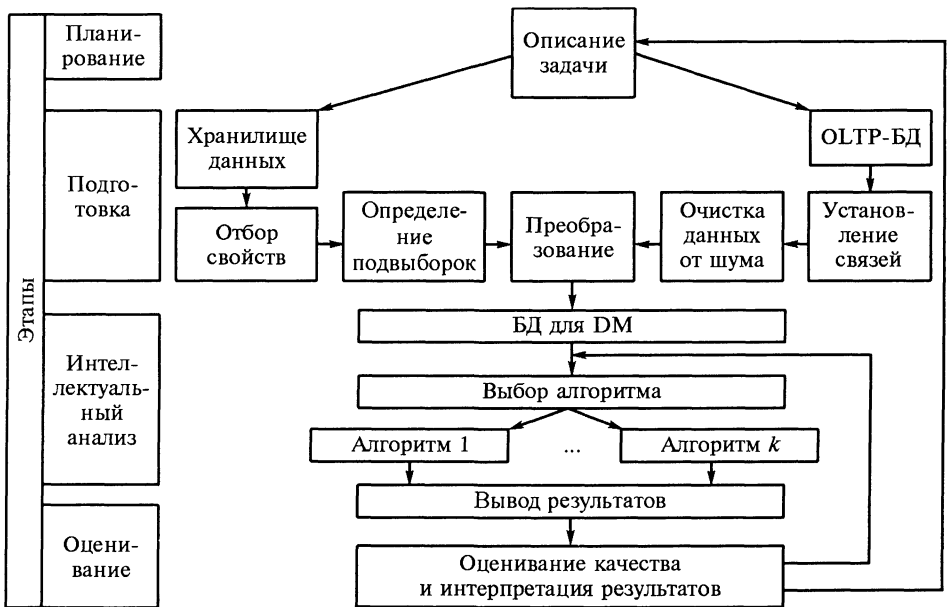 Этапы
Плани-
рование
Описание
задачи
Подго-
товка
Хранилище
данных
OLTP-БД
Отбор
свойств
Определе-
ние
подвыборок
Преобра-
зование
Очистка
данных
от шума
Установ-
ление
связей
Интел-
лектуаль-
ный
анализ
БД для DM
Выбор алгоритма
Алгоритм 1
...
Алгоритм k
Вывод результатов
Оцени-
вание
Оценивание качества
и интерпретация результатов